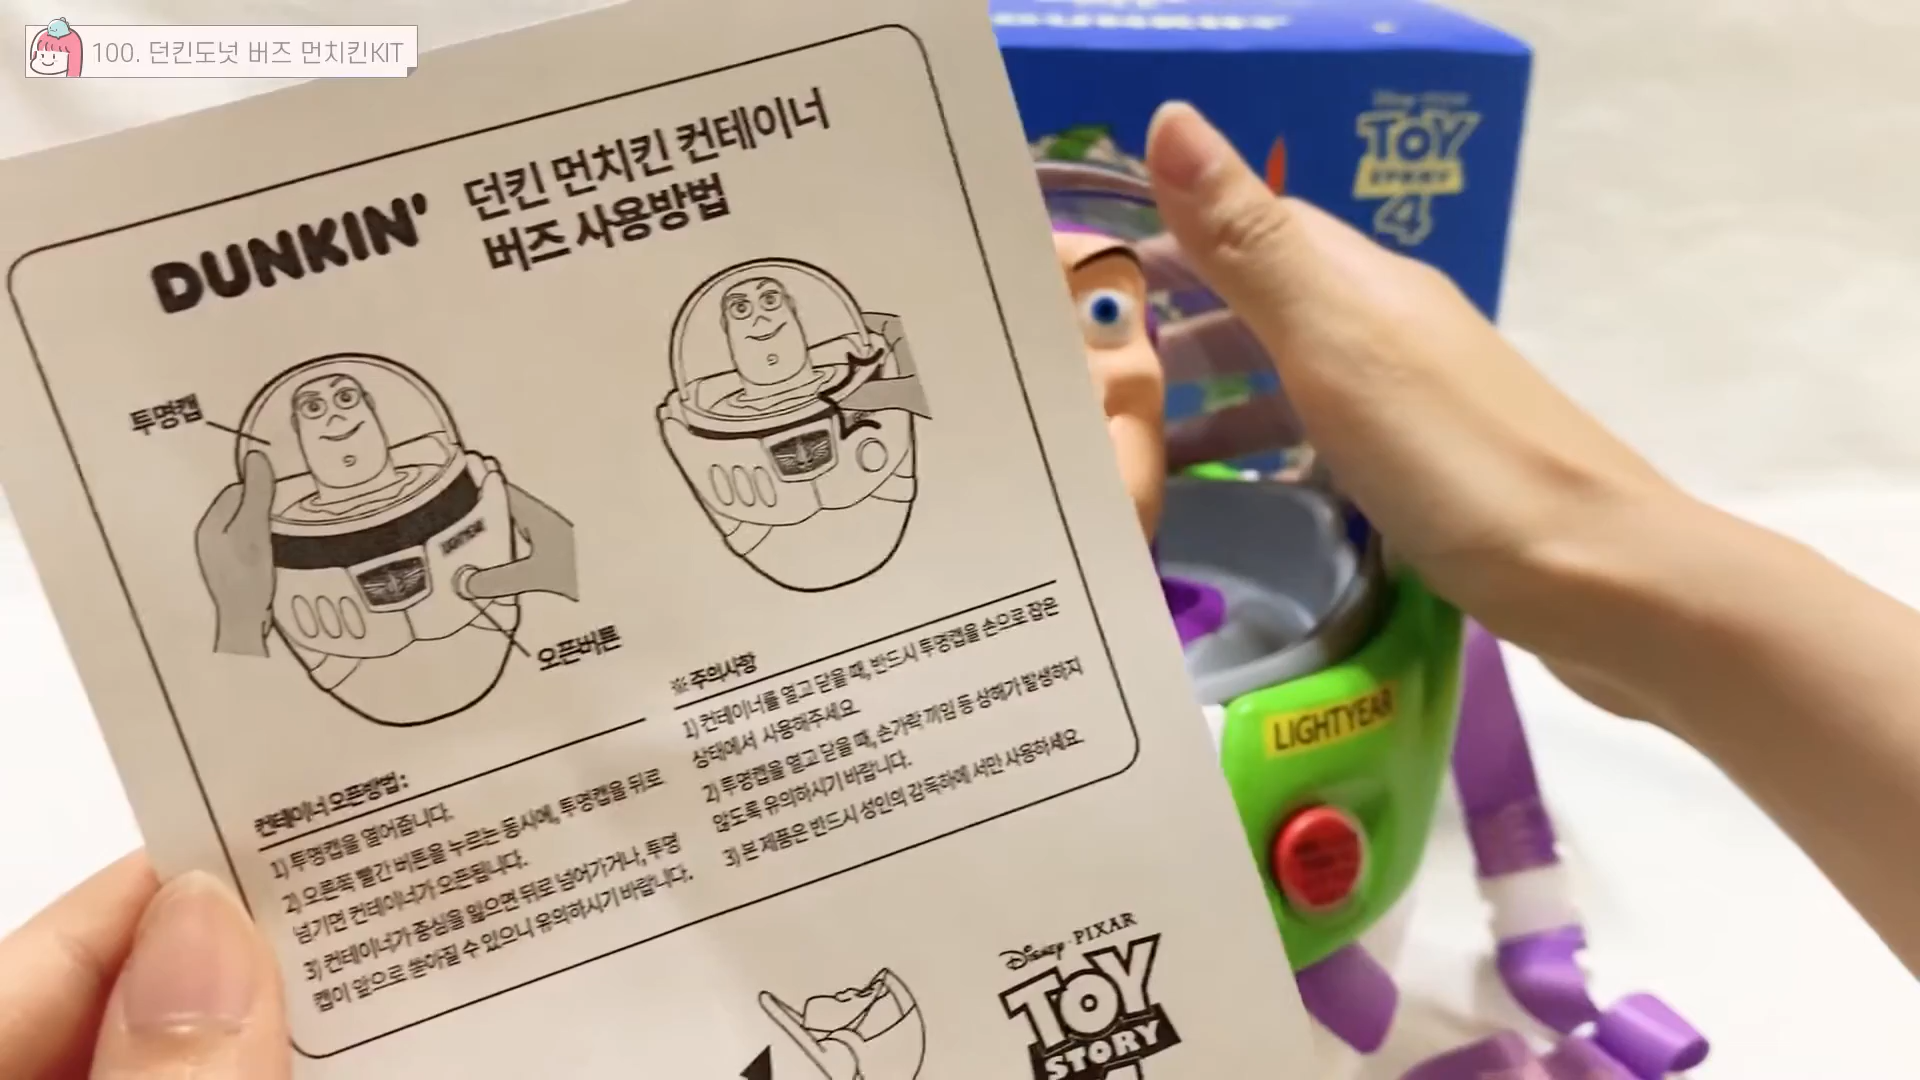 100. 던킨도넛 버즈 먼치킨KIT
DUNKIN'
던킨 먼치킨 컨테이너
버즈 사용방법
투명캡
오픈버튼
컨테이너 오픈방법 :
1) 투명캡을 열어줍니다.
2) 오른쪽 빨간 버튼을 누르는 동시에, 투명캡을 뒤로
넘기면 컨테이너가 오픈됩니다.
3) 컨테이너가 중심을 잃으면 뒤로 넘어가거나, 투명
캡이 앞으로 쏟아질 수 있으니 유의하시기 바랍니다.
※ 주의사항
1) 컨테이너를 열고 닫을 때, 반드시 투명캡을 손으로 잡은
상태에서 사용해주세요.
2) 투명캡을 열고 닫을 때, 손가락 끼임 등 상해가 발생하지
않도록 유의하시기 바랍니다.
3) 본 제품은 반드시 성인의 감독하에 서만 사용하세요.
Disney · PIXAR
TOY
STORY
TOY
STORY
4
LIGHTYEAR